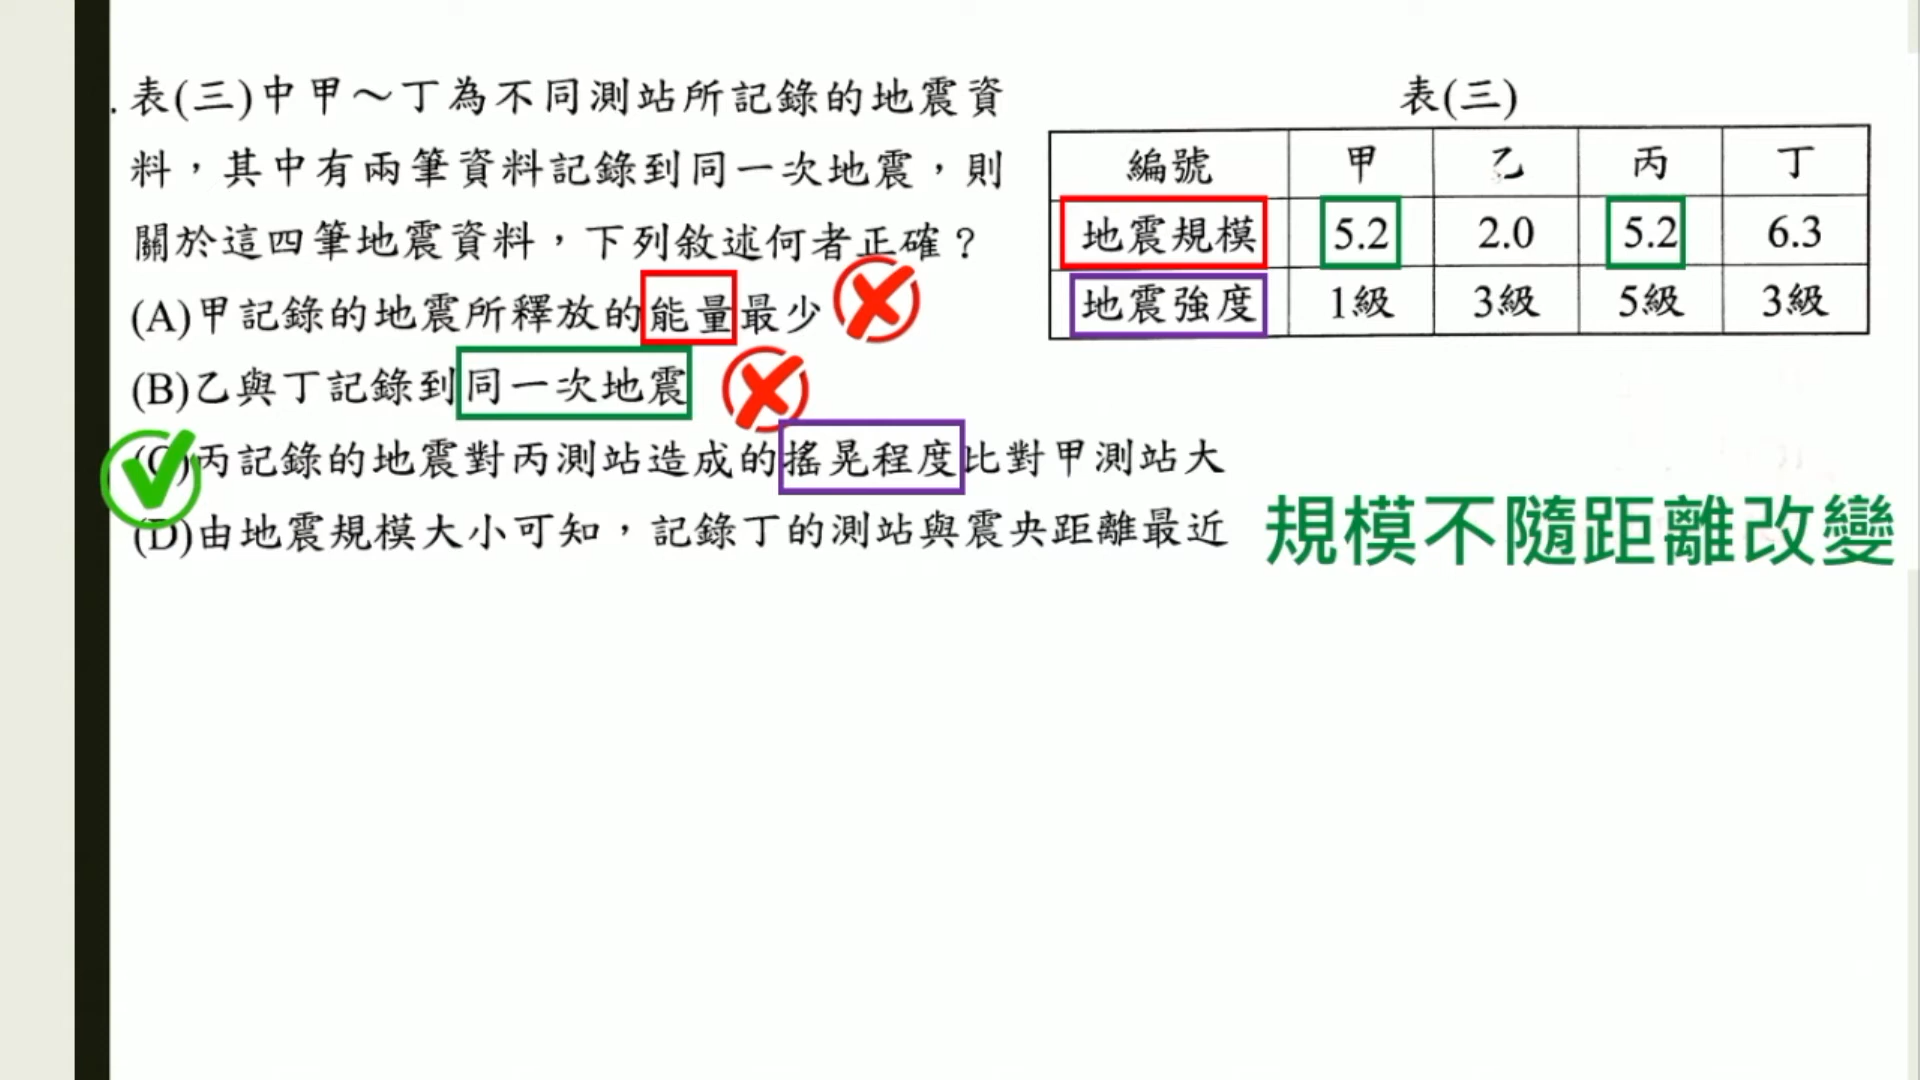 .表(三)中甲～丁為不同測站所記錄的地震資
料，其中有兩筆資料記錄到同一次地震，則
關於這四筆地震資料，下列敘述何者正確？
(A)甲記錄的地震所釋放的能量最少
(B)乙與丁記錄到同一次地震
(C)丙記錄的地震對丙測站造成的搖晃程度比對甲測站大
(D)由地震規模大小可知，記錄丁的測站與震央距離最近
規模不隨距離改變
表(三)
編號 甲 乙 丙 丁
地震規模 5.2 2.0 5.2 6.3
地震強度 1級 3級 5級 3級